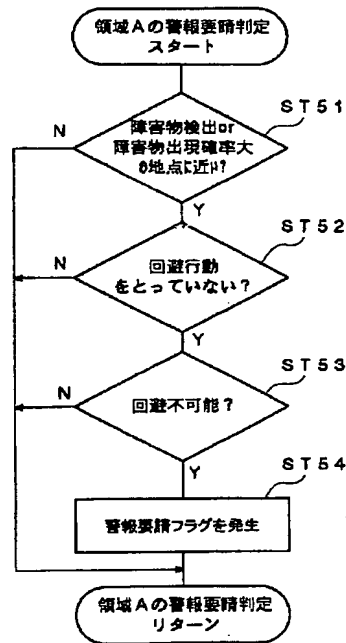 領域Aの警報要請判定
スタート
ST51
N
障害物検出or
障害物出現確率大
の地点に近い?
Y
ST52
N
回避行動
をとっていない?
Y
ST53
N
回避不可能?
Y
ST54
警報要請フラグを発生
領域Aの警報要請判定
リターン